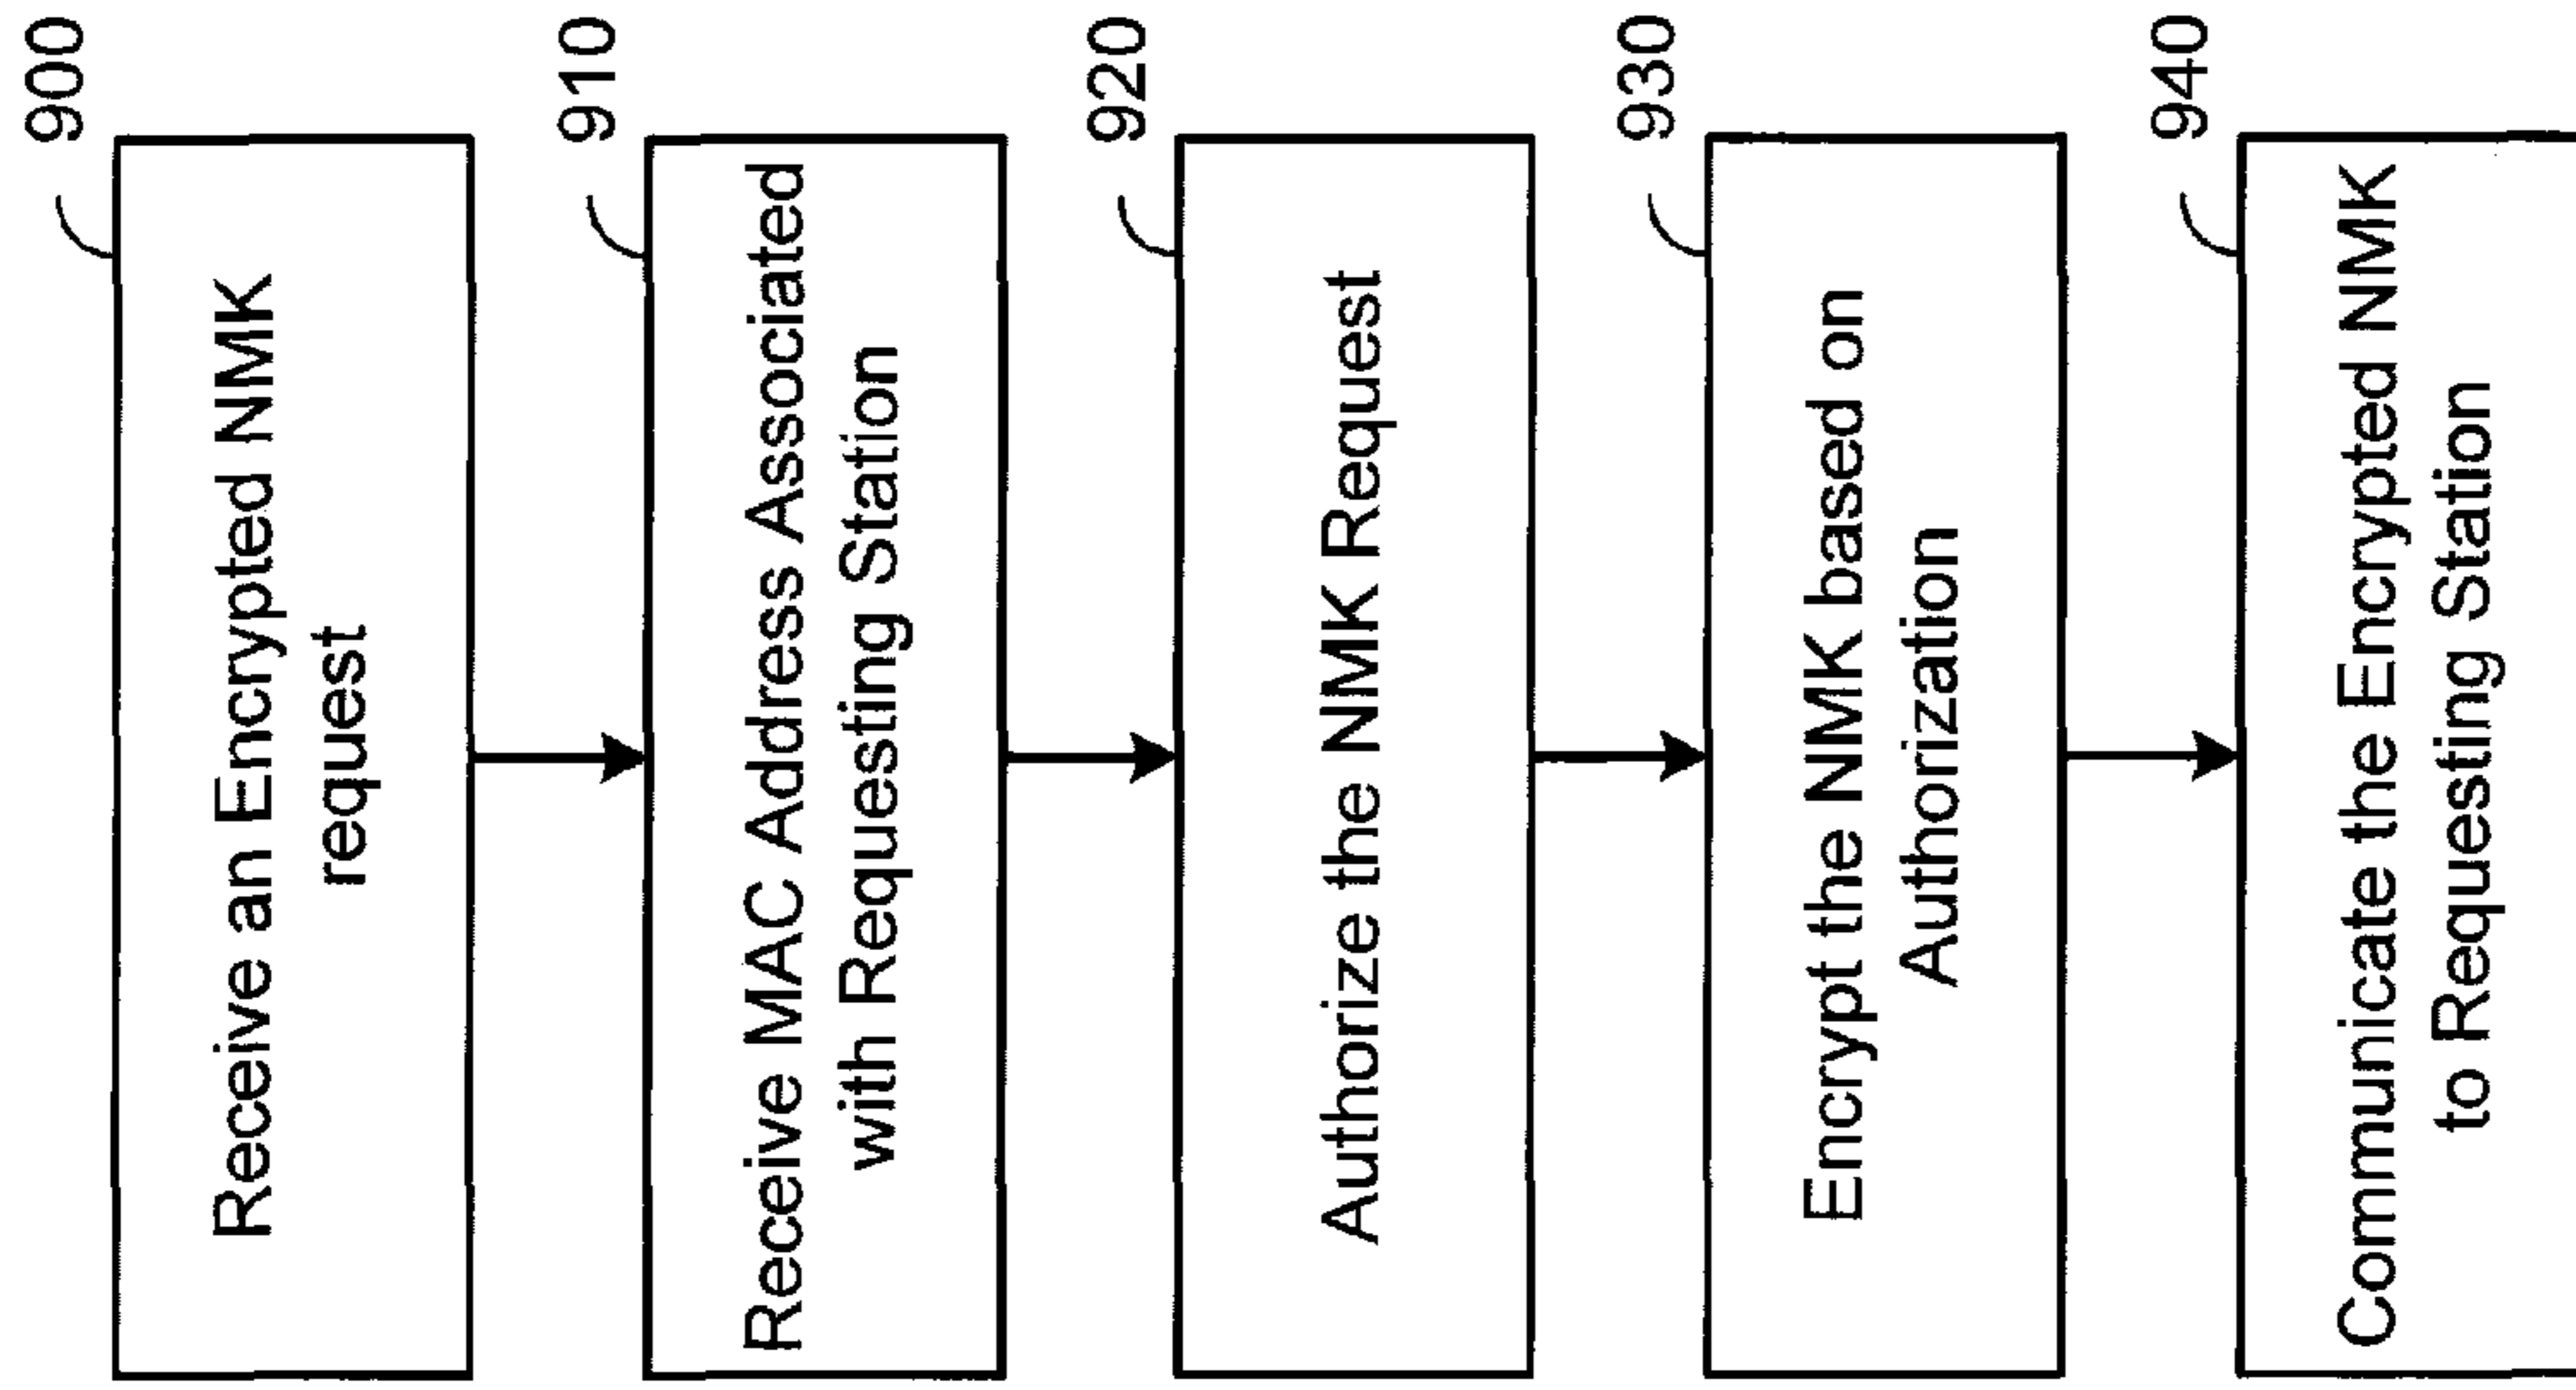 900
Receive an Encrypted NMK
request
910
Receive MAC Address Associated
with Requesting Station
920
Authorize the NMK Request
930
Encrypt the NMK based on
Authorization
940
Communicate the Encrypted NMK
to Requesting Station